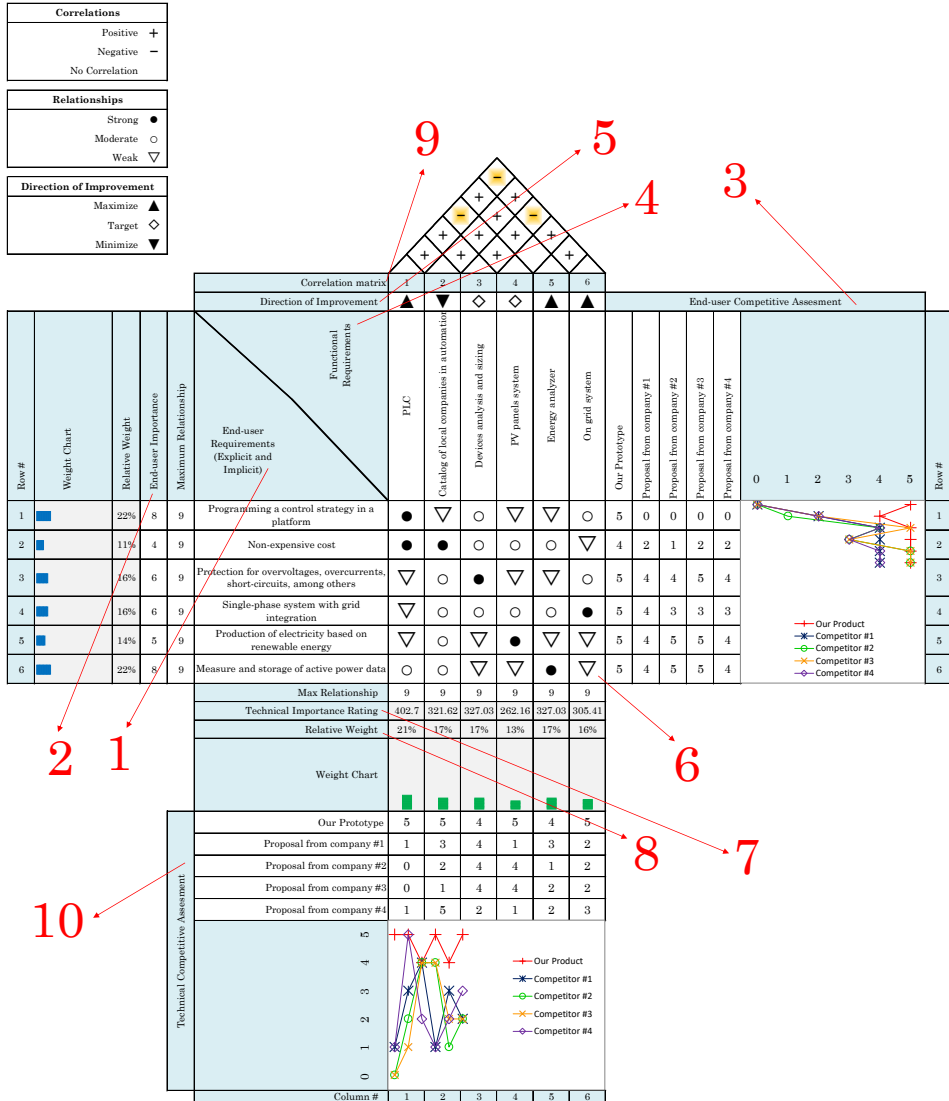 Correlations
Positive +
Negative −
No Correlation
Relationships
Strong ●
Moderate ○
Weak ▽
Direction of Improvement
Maximize ▲
Target ◇
Minimize ▼
9
5
4
3
−
+ +
− + −
+ + + +
+ + + + +
Correlation matrix 1 2 3 4 5 6
Direction of Improvement ▲ ▼ ◇ ◇ ▲ ▲ End-user Competitive Assesment
Row #
Weight Chart
Relative Weight
End-user Importance
Maximum Relationship
End-user
Requirements
(Explicit and
Implicit)
Functional
Requirements
PLC
Catalog of local companies in automation
Devices analysis and sizing
PV panels system
Energy analyzer
On grid system
Our Prototype
Proposal from company #1
Proposal from company #2
Proposal from company #3
Proposal from company #4
0 1 2 3 4 5
Row #
1 22% 8 9 Programming a control strategy in a
platform ● ▽ ○ ▽ ▽ ○ 5 0 0 0 0 1
2 11% 4 9 Non-expensive cost ● ● ○ ○ ○ ▽ 4 2 1 2 2 2
3 16% 6 9 Protection for overvoltages, overcurrents,
short-circuits, among others ▽ ○ ● ▽ ▽ ○ 5 4 4 5 4 3
4 16% 6 9 Single-phase system with grid
integration ▽ ○ ○ ○ ○ ● 5 4 3 3 3 4
5 14% 5 9 Production of electricity based on
renewable energy ▽ ○ ▽ ● ▽ ▽ 5 4 5 5 4 5
6 22% 8 9 Measure and storage of active power data ○ ○ ▽ ▽ ● ▽ 5 4 5 5 4 6
Our Product
Competitor #1
Competitor #2
Competitor #3
Competitor #4
Max Relationship 9 9 9 9 9 9
Technical Importance Rating 402.7 321.62 327.03 262.16 327.03 305.41
Relative Weight 21% 17% 17% 13% 17% 16%
Weight Chart
2
1
6
8
7
10
Technical Competitive Assesment
Our Prototype 5 5 4 5 4 5
Proposal from company #1 1 3 4 1 3 2
Proposal from company #2 0 2 4 4 1 2
Proposal from company #3 0 1 4 4 2 2
Proposal from company #4 1 5 2 1 2 3
5
4
3
2
1
0
Our Product
Competitor #1
Competitor #2
Competitor #3
Competitor #4
Column # 1 2 3 4 5 6